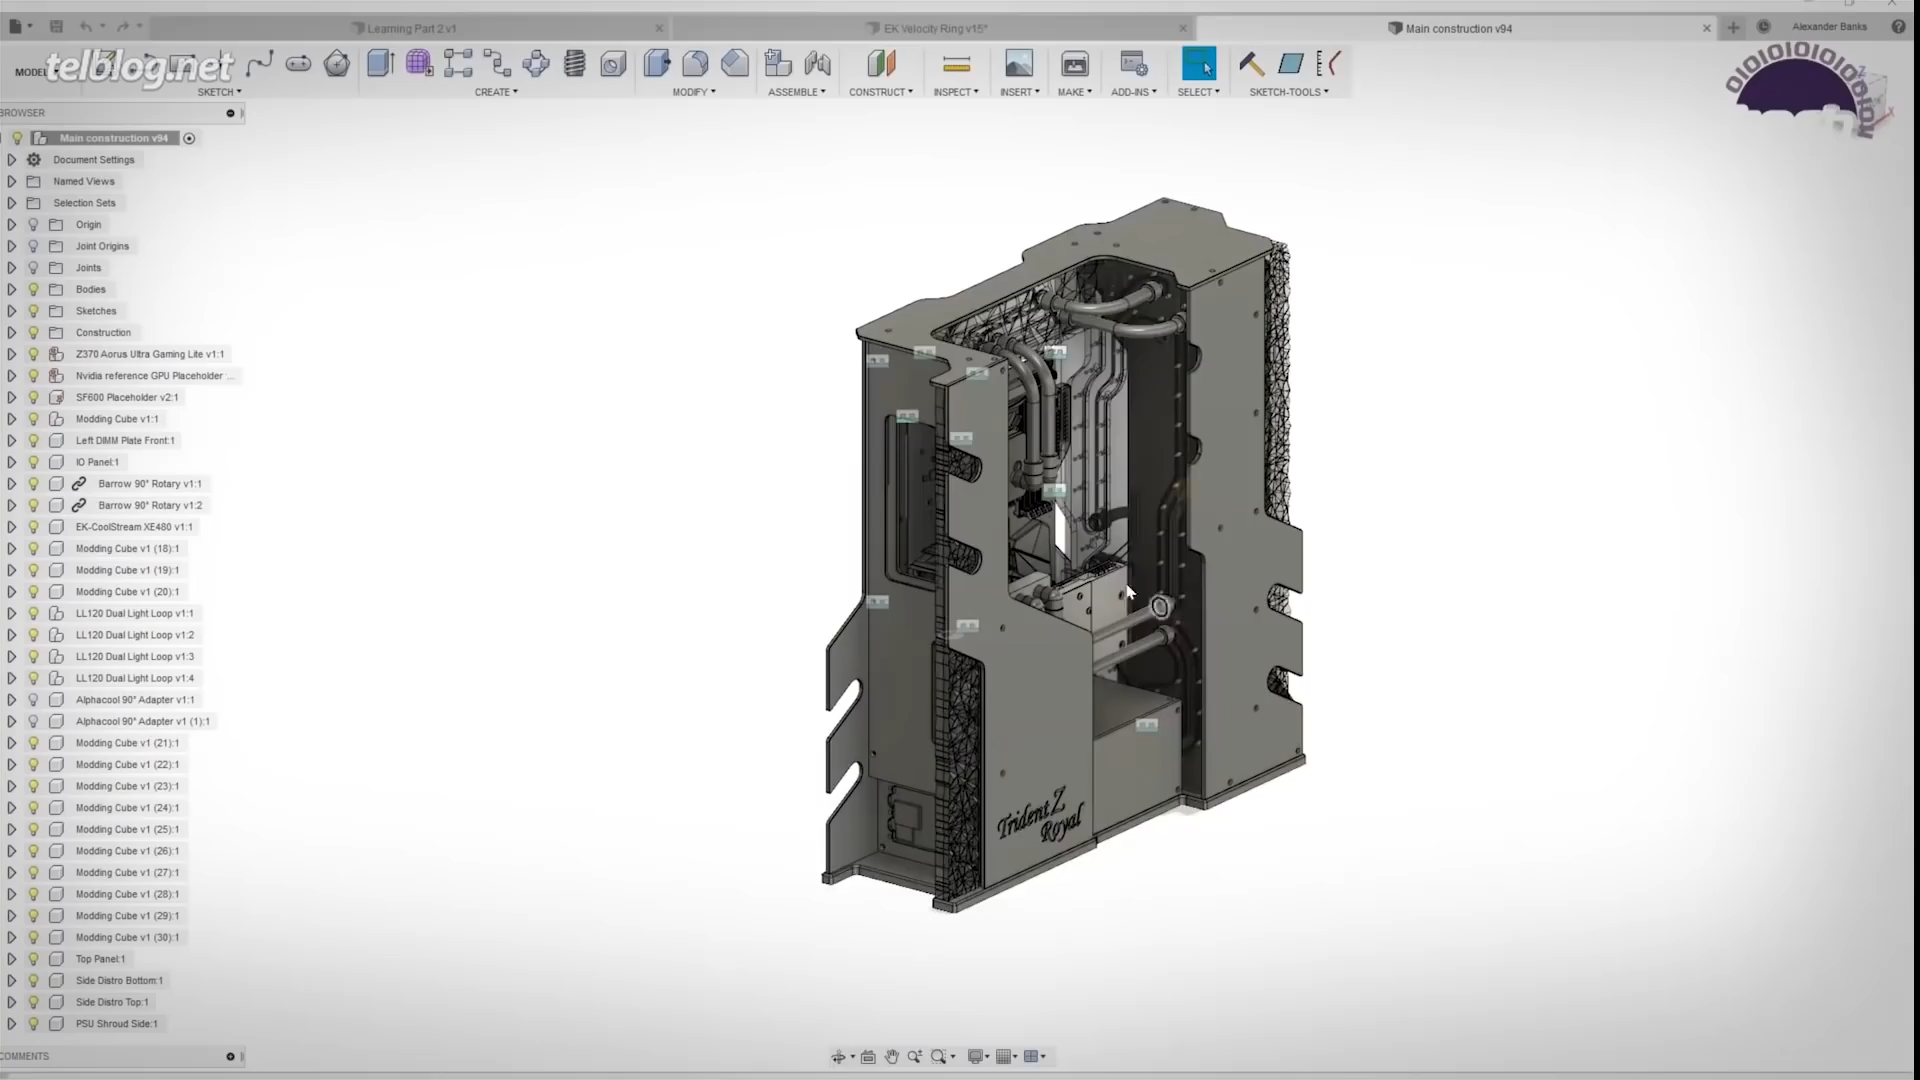 Learning Part 2 v1
EK Velocity Ring v15*
Main construction v94
Alexander Banks
telblog.net
MODEL
SKETCH
CREATE
MODIFY
ASSEMBLE
CONSTRUCT
INSPECT
INSERT
MAKE
ADD-INS
SELECT
SKETCH-TOOLS
BROWSER
Main construction v94
Document Settings
Named Views
Selection Sets
Origin
Joint Origins
Joints
Bodies
Sketches
Construction
Z370 Aorus Ultra Gaming Lite v1:1
Nvidia reference GPU Placeholder ...
SF600 Placeholder v2:1
Modding Cube v1:1
Left DIMM Plate Front:1
IO Panel:1
Barrow 90° Rotary v1:1
Barrow 90° Rotary v1:2
EK-CoolStream XE480 v1:1
Modding Cube v1 (18):1
Modding Cube v1 (19):1
Modding Cube v1 (20):1
LL120 Dual Light Loop v1:1
LL120 Dual Light Loop v1:2
LL120 Dual Light Loop v1:3
LL120 Dual Light Loop v1:4
Alphacool 90° Adapter v1:1
Alphacool 90° Adapter v1 (1):1
Modding Cube v1 (21):1
Modding Cube v1 (22):1
Modding Cube v1 (23):1
Modding Cube v1 (24):1
Modding Cube v1 (25):1
Modding Cube v1 (26):1
Modding Cube v1 (27):1
Modding Cube v1 (28):1
Modding Cube v1 (29):1
Modding Cube v1 (30):1
Top Panel:1
Side Distro Bottom:1
Side Distro Top:1
PSU Shroud Side:1
Trident Z
Royal
COMMENTS